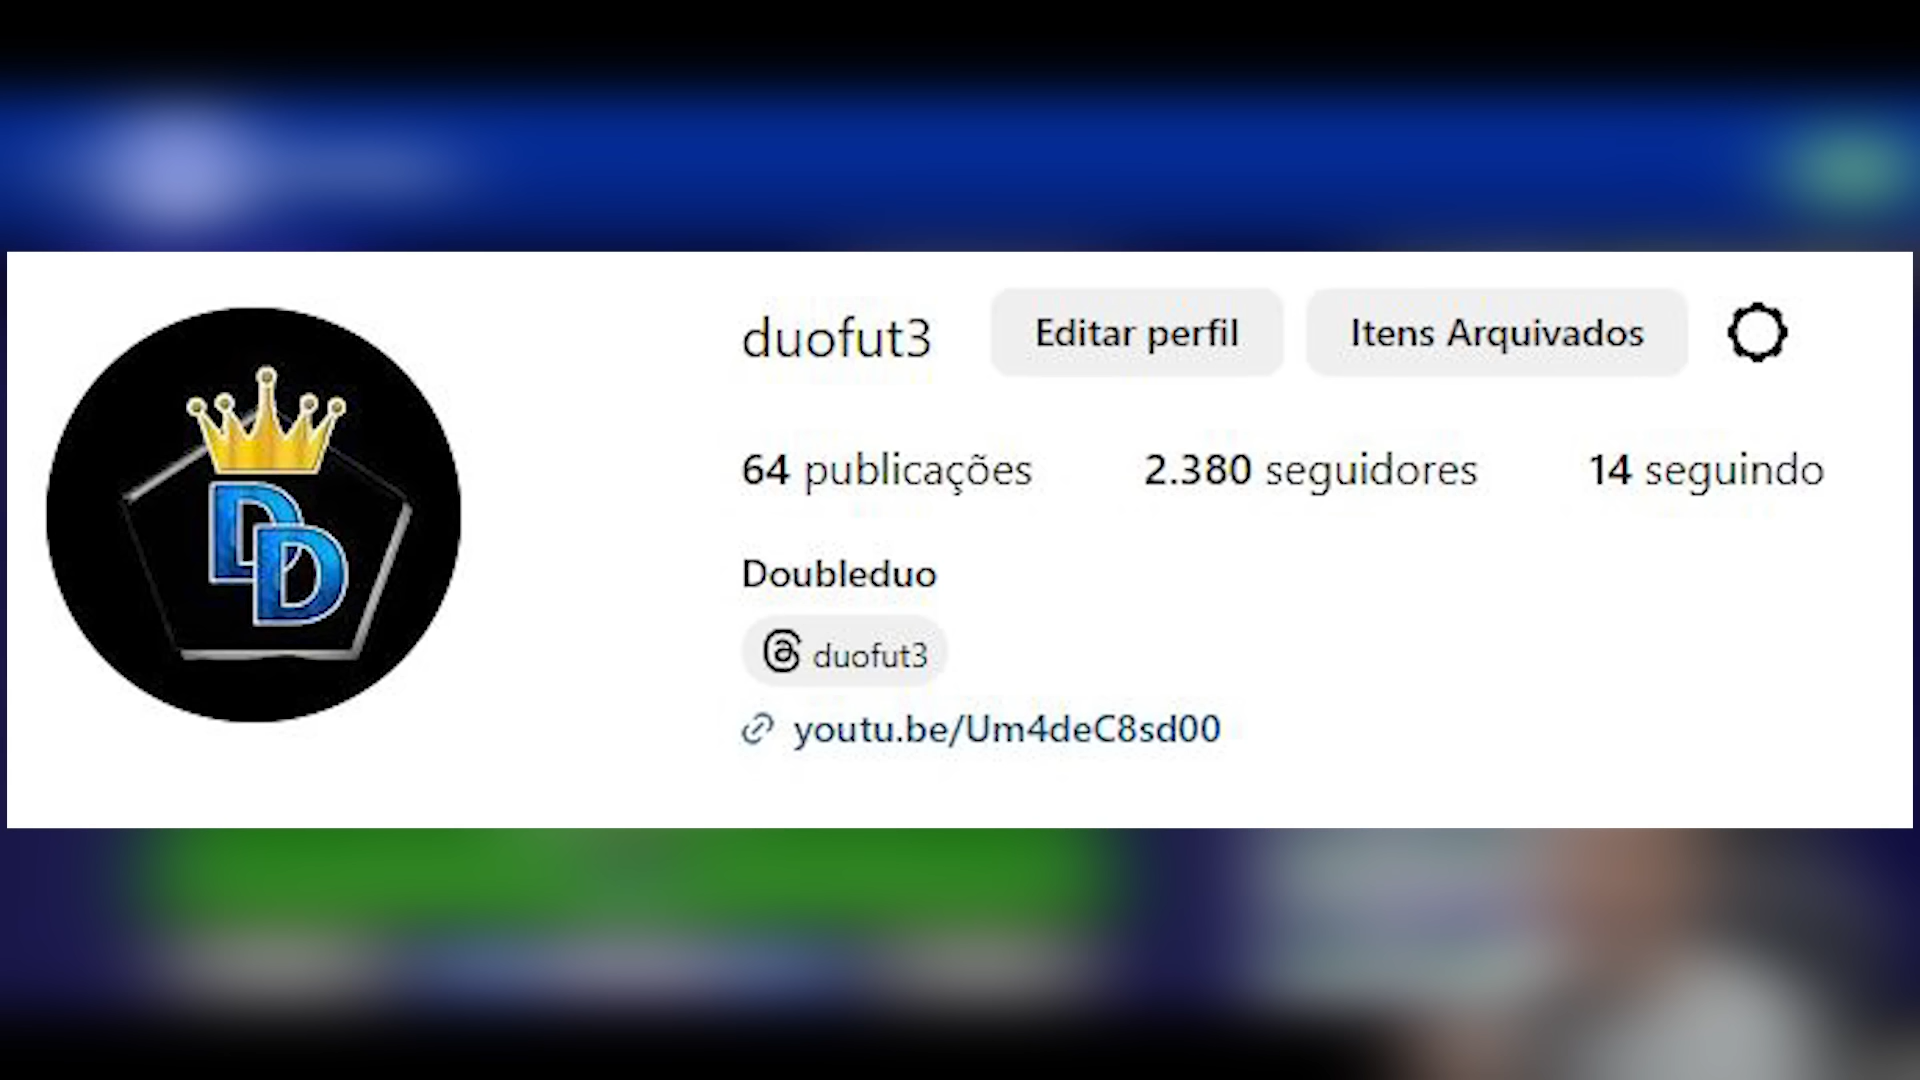 duofut3 Editar perfil Itens Arquivados
64 publicações 2.380 seguidores 14 seguindo
Doubleduo
duofut3
youtu.be/Um4deC8sd00
DD